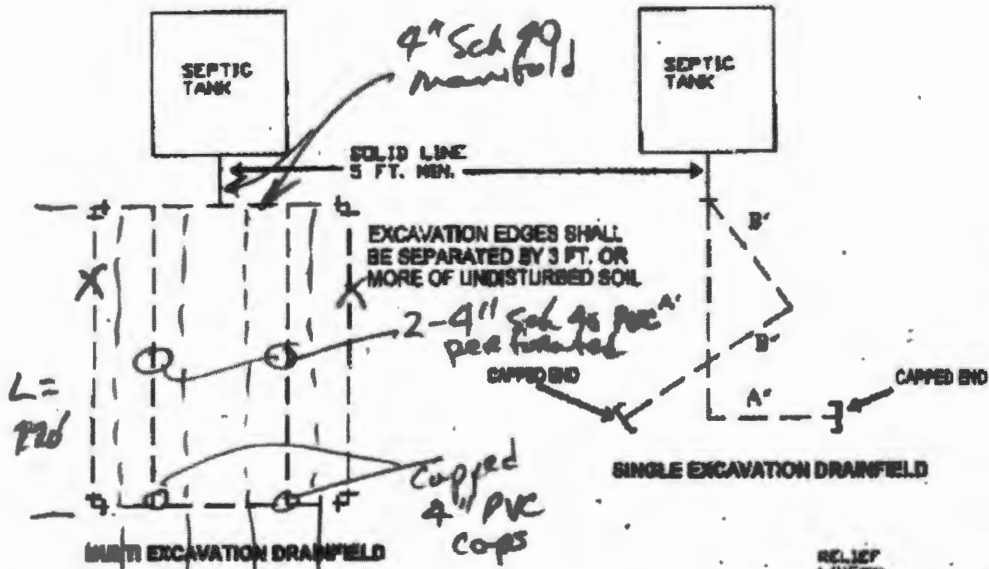 SEPTIC
TANK
4" Sch 40
manifold
SEPTIC
TANK
SOLID LINE
5 FT. MIN.
B'
EXCAVATION EDGES SHALL
BE SEPARATED BY 3 FT. OR
MORE OF UNDISTURBED SOIL
X
X
2-4" Sch 40 PVC
perforated
A'
B'
L=
CAPPED END
A'
CAPPED END
Capped
4" PVC
caps
SINGLE EXCAVATION DRAINFIELD
MULTI EXCAVATION DRAINFIELD
RELIEF